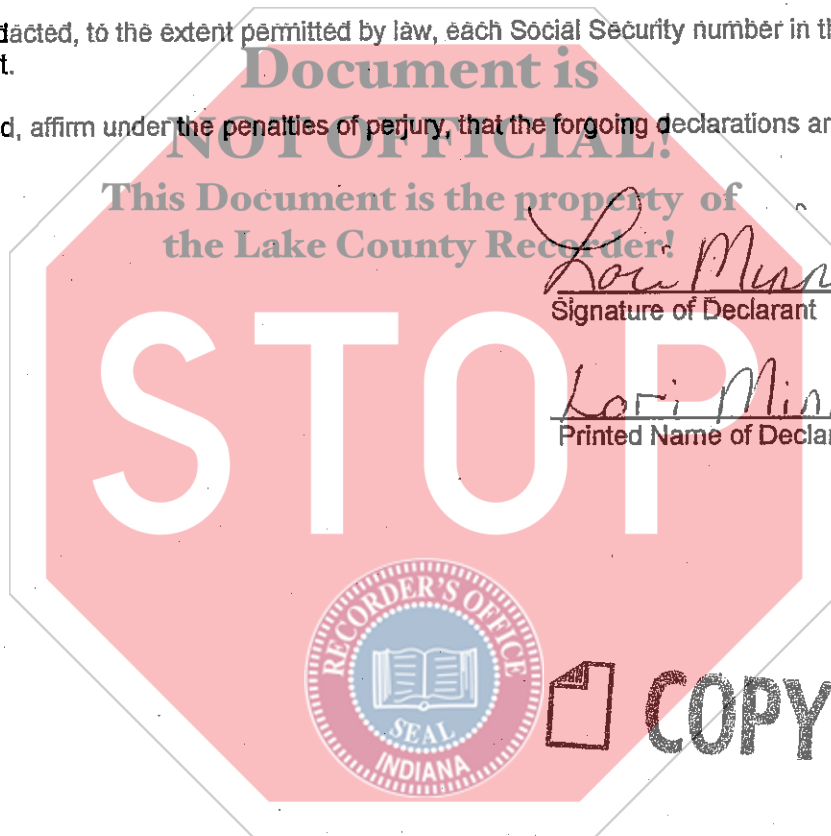 dacted, to the extent permitted by law, each Social Security number in th
t.
Document is
d, affirm under the penalties of perjury, that the forgoing declarations ar
NOT OFFICIAL!
This Document is the property of
the Lake County Recorder!
Lori
Signature of Declarant
Lori
Printed Name of Declar
STOP
RECORDER'S OFFICE
SEAL
INDIANA
COPY